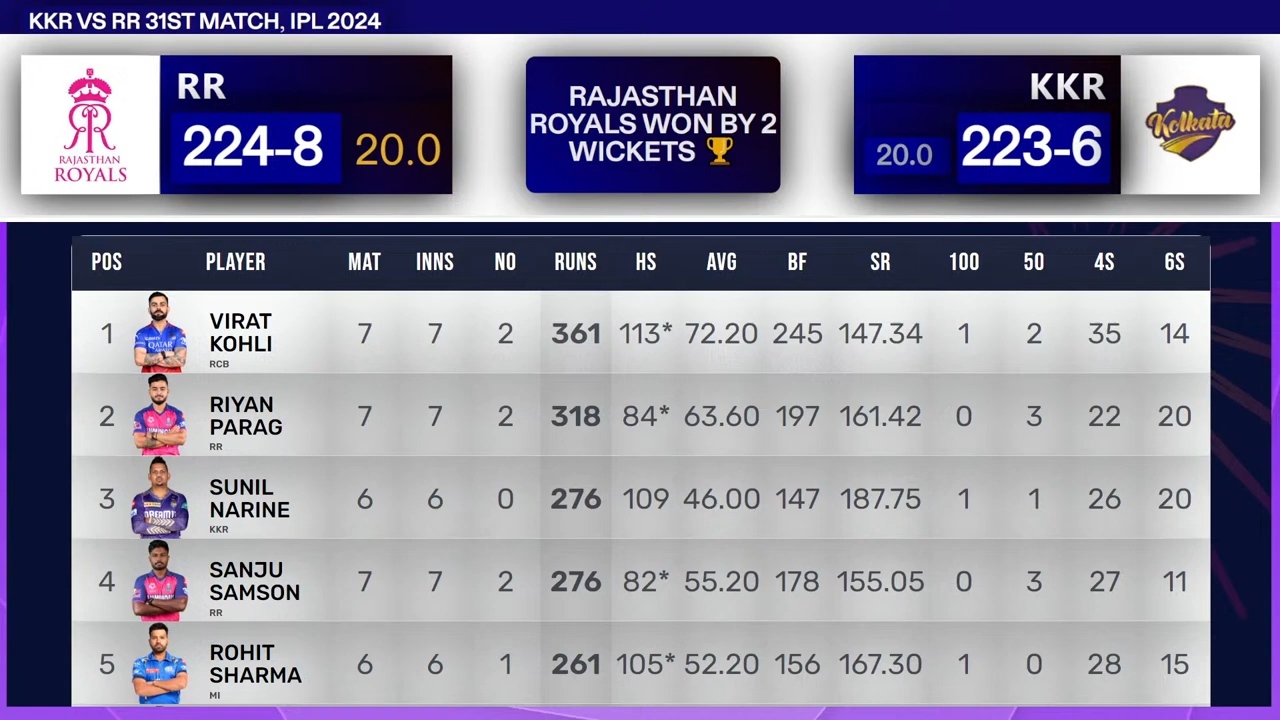 KKR VS RR 31ST MATCH, IPL 2024
RAJASTHAN
ROYALS
RR
224-8 20.0
RAJASTHAN
ROYALS WON BY 2
WICKETS 🏆
KKR
20.0 223-6
Kolkata
POS PLAYER MAT INNS NO RUNS HS AVG BF SR 100 50 4S 6S
1 VIRAT KOHLI RCB 7 7 2 361 113* 72.20 245 147.34 1 2 35 14
2 RIYAN PARAG RR 7 7 2 318 84* 63.60 197 161.42 0 3 22 20
3 SUNIL NARINE KKR 6 6 0 276 109 46.00 147 187.75 1 1 26 20
4 SANJU SAMSON RR 7 7 2 276 82* 55.20 178 155.05 0 3 27 11
5 ROHIT SHARMA MI 6 6 1 261 105* 52.20 156 167.30 1 0 28 15